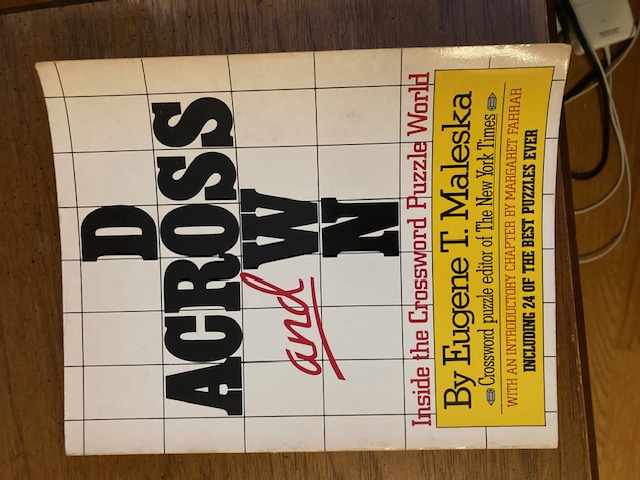 D
ACROSS
and W
N
Inside the Crossword Puzzle World
By Eugene T. Maleska
Crossword puzzle editor of The New York Times
WITH AN INTRODUCTORY CHAPTER BY MARGARET FARRAR
INCLUDING 24 OF THE BEST PUZZLES EVER